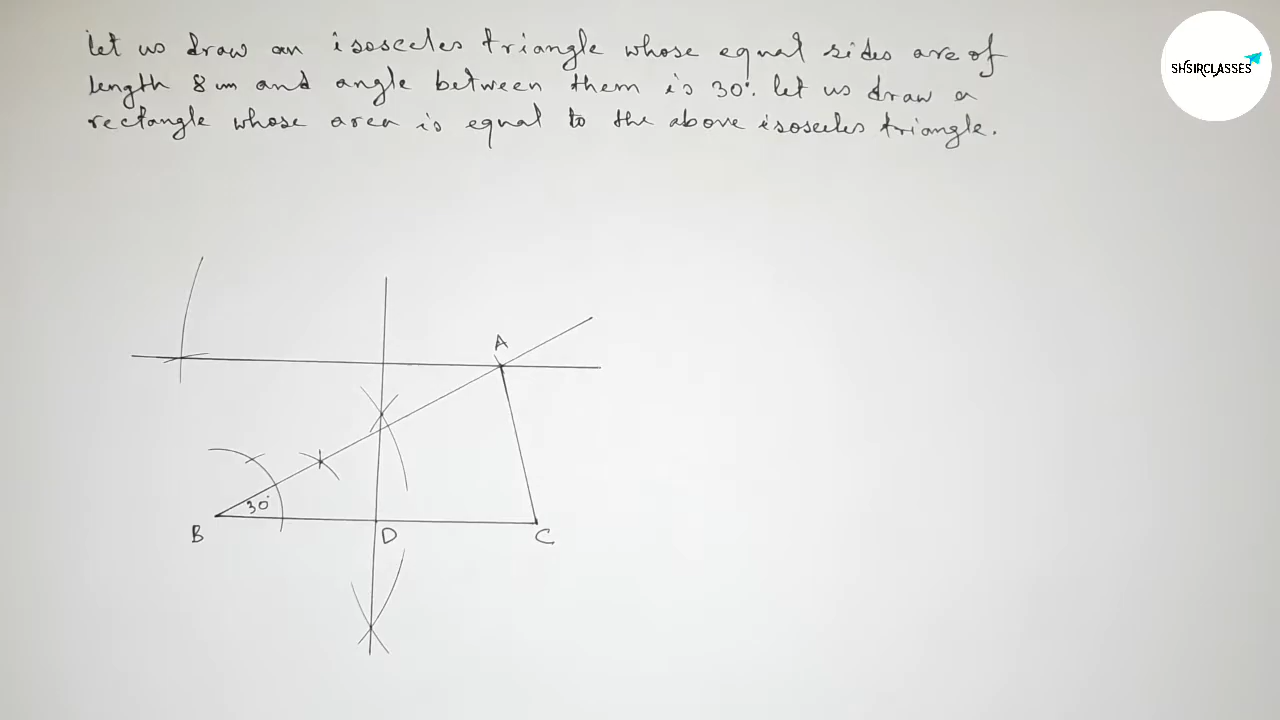 let us draw an isosceles triangle whose equal sides are of
length 8 cm and angle between them is 30°. let us draw a
rectangle whose area is equal to the above isosceles triangle.
SHSIRCLASSES
A
30°
B
D
C